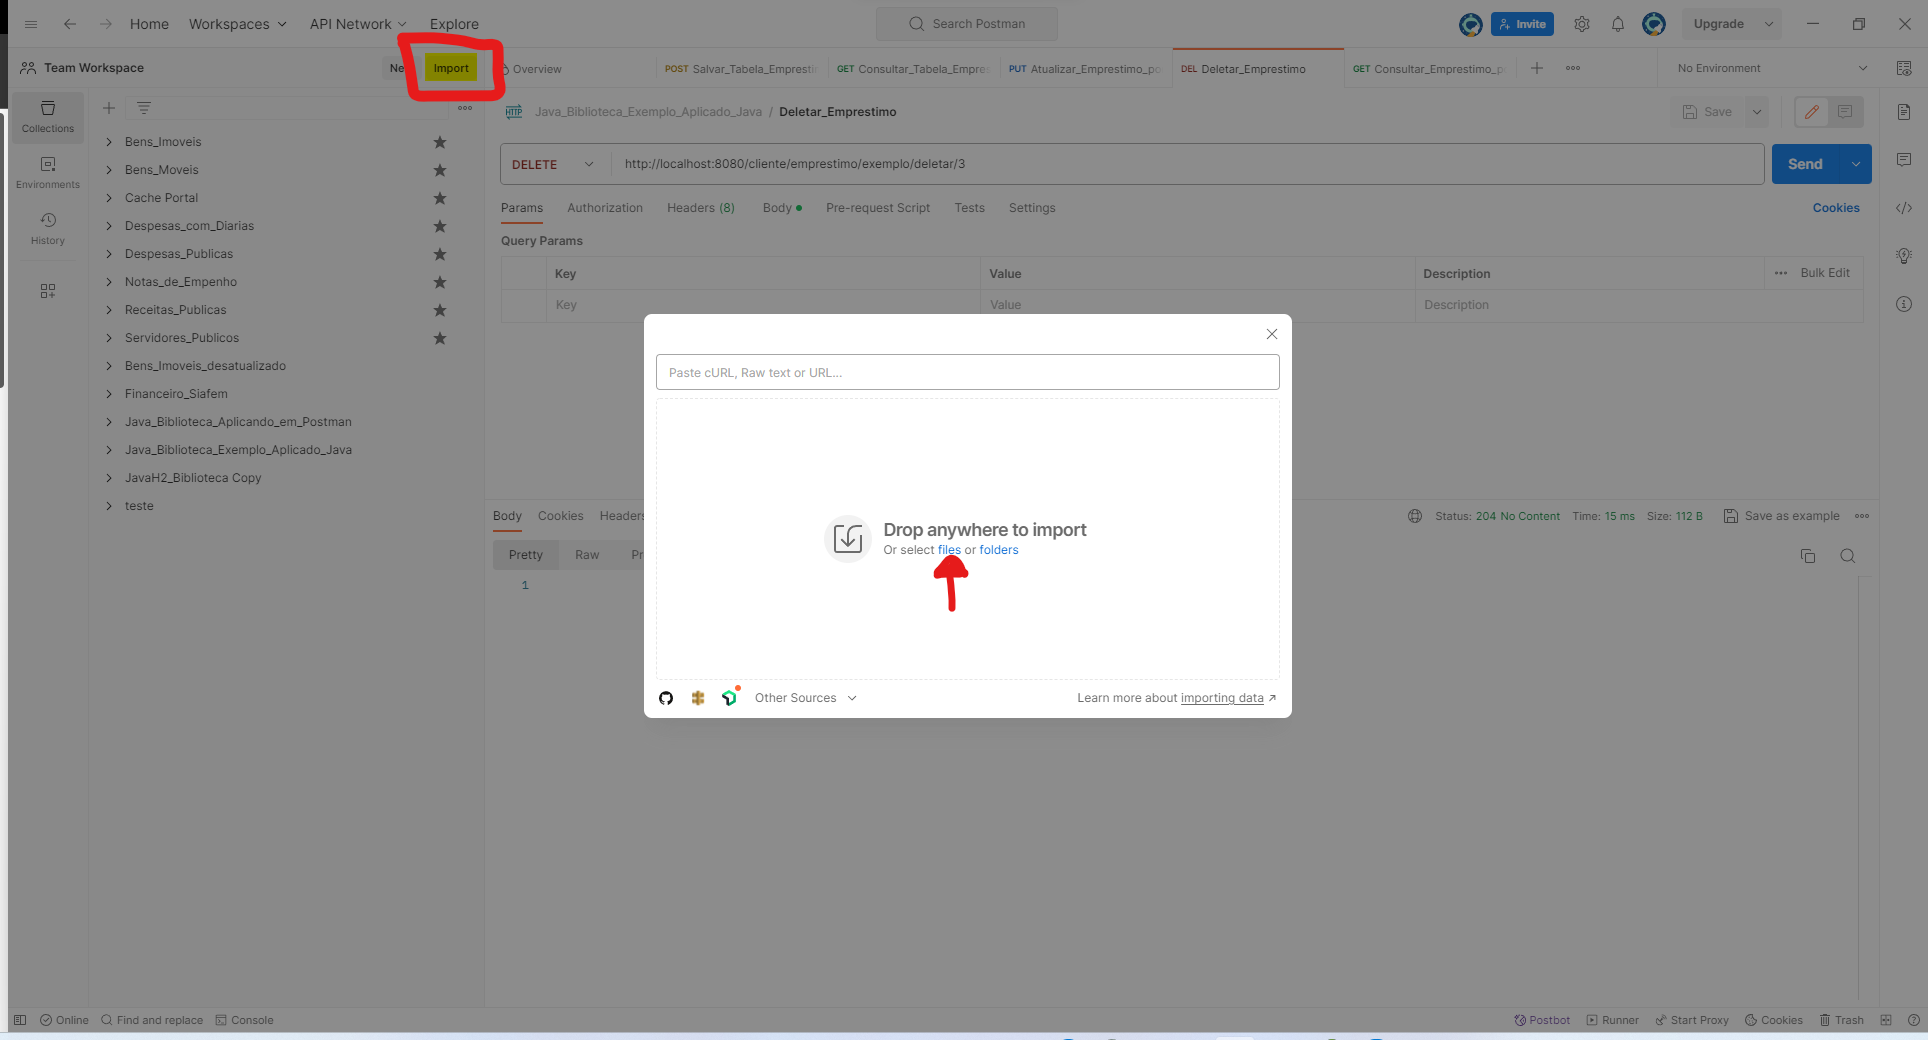 Home Workspaces API Network Explore Search Postman Invite Upgrade
Team Workspace Import Overview POST GET PUT DEL Deletar_Emprestimo GET No Environment
Collections
Environments
History
Bens_Imoveis
Bens_Moveis
Cache Portal
Despesas_com_Diarias
Despesas_Publicas
Notas_de_Empenho
Receitas_Publicas
Servidores_Publicos
Bens_Imoveis_desatualizado
Financeiro_Siafem
Java_Biblioteca_Aplicando_em_Postman
Java_Biblioteca_Exemplo_Aplicado_Java
JavaH2_Biblioteca Copy
teste
HTTP Java_Biblioteca_Exemplo_Aplicado_Java / Deletar_Emprestimo Save
DELETE http://localhost:8080/cliente/emprestimo/exemplo/deletar/3 Send
Params Authorization Headers (8) Body Pre-request Script Tests Settings Cookies
Query Params
Key Value Description Bulk Edit
Key Value Description
Paste cURL, Raw text or URL...
Drop anywhere to import
Or select files or folders
Other Sources Learn more about importing data
Body Cookies Headers Status: 204 No Content Time: 15 ms Size: 112 B Save as example
Pretty Raw
1
Online Find and replace Console Postbot Runner Start Proxy Cookies Trash